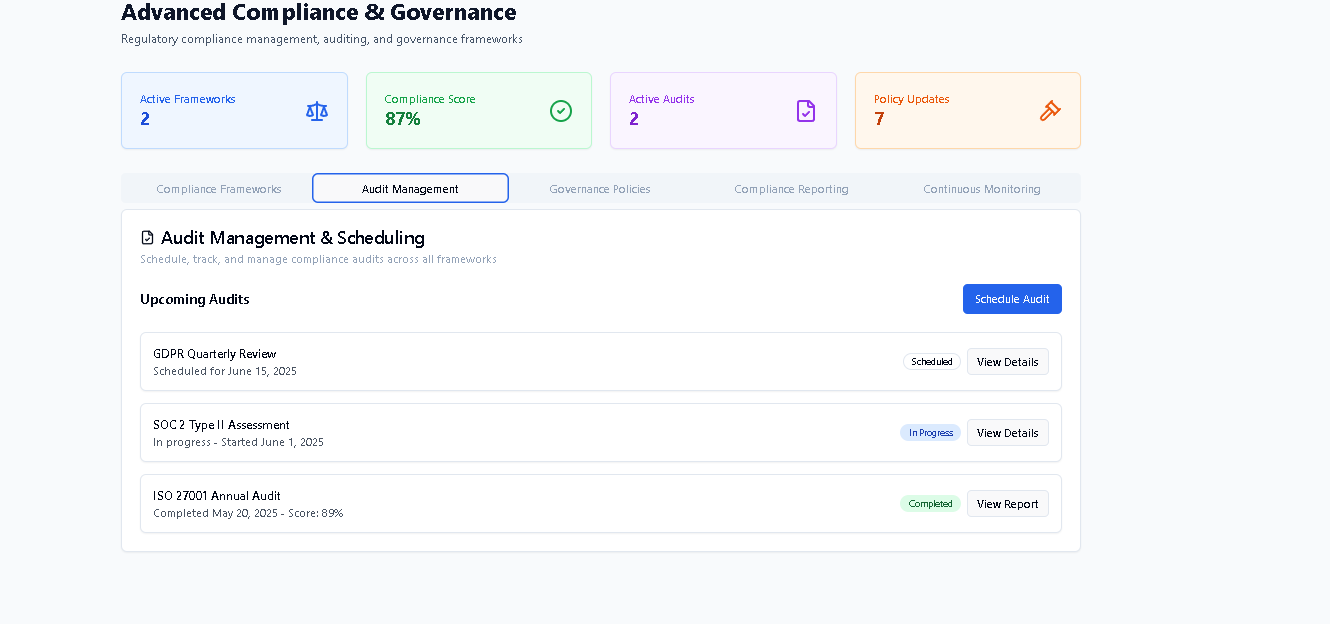 Advanced Compliance & Governance
Regulatory compliance management, auditing, and governance frameworks
Active Frameworks
2
Compliance Score
87%
Active Audits
2
Policy Updates
7
Compliance Frameworks
Audit Management
Governance Policies
Compliance Reporting
Continuous Monitoring
Audit Management & Scheduling
Schedule, track, and manage compliance audits across all frameworks
Upcoming Audits
Schedule Audit
GDPR Quarterly Review
Scheduled for June 15, 2025
Scheduled
View Details
SOC 2 Type II Assessment
In progress - Started June 1, 2025
In Progress
View Details
ISO 27001 Annual Audit
Completed May 20, 2025 - Score: 89%
Completed
View Report